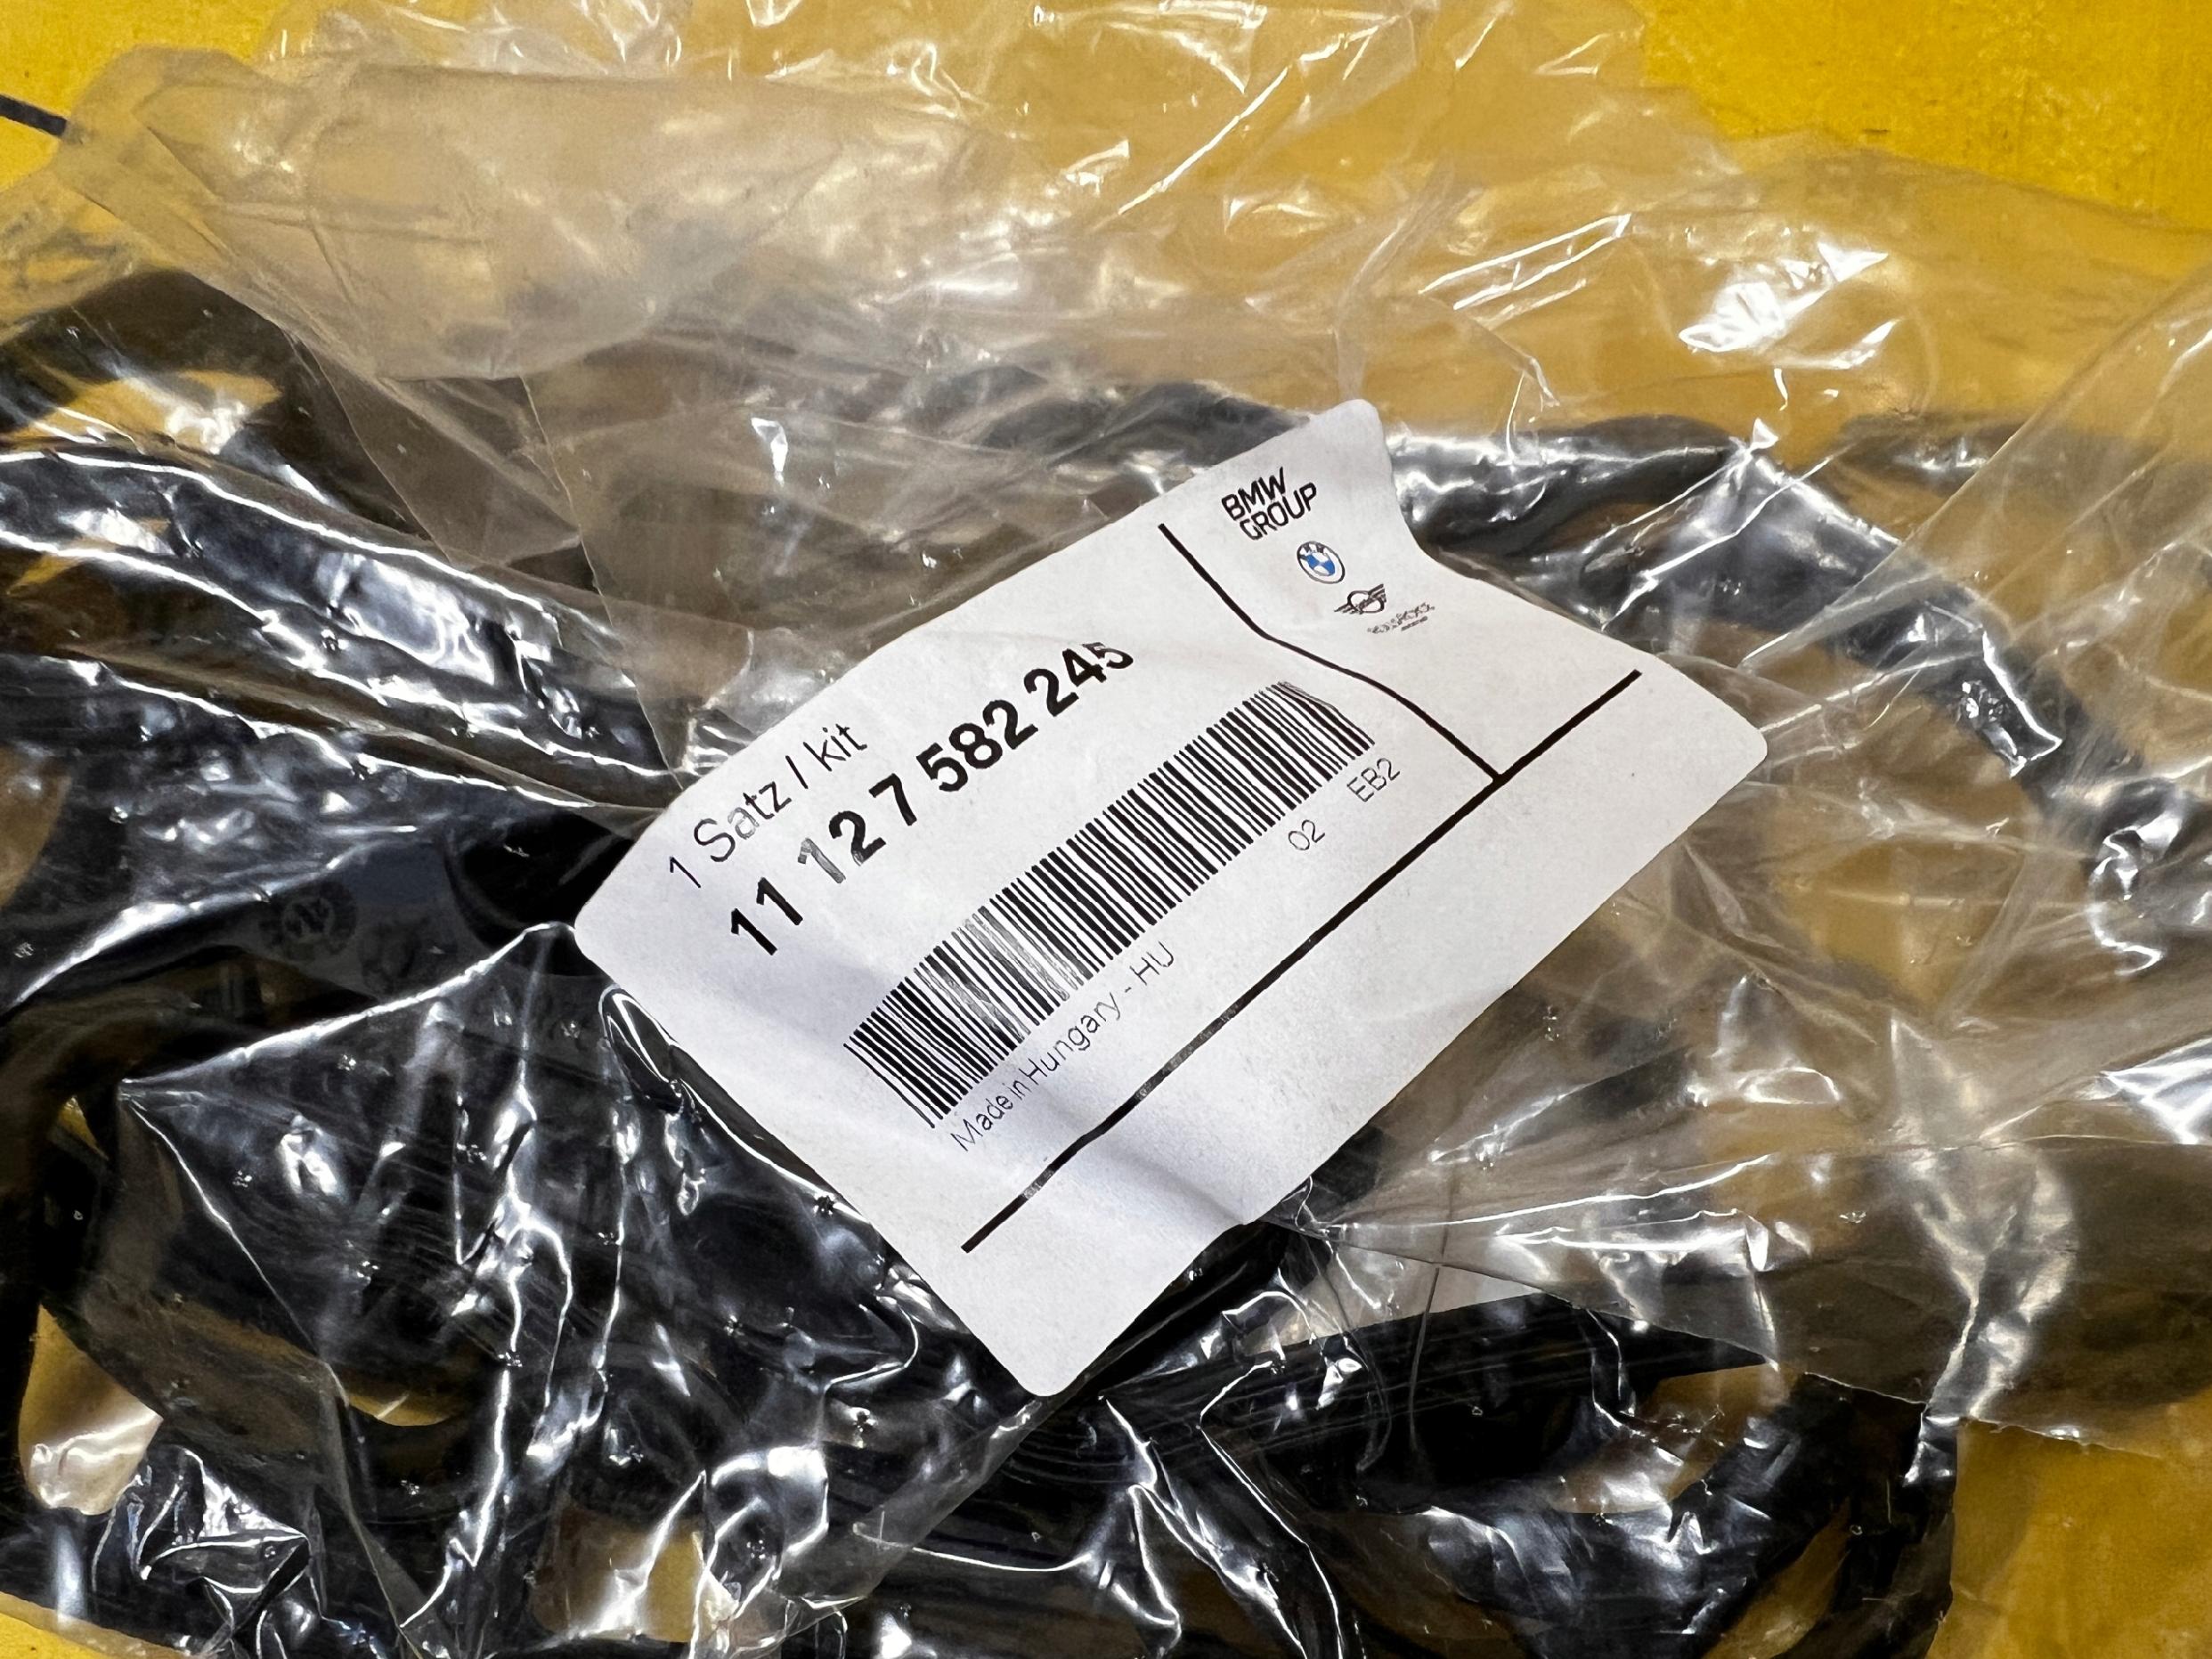 BMW
GROUP
1 Satz / kit
11 12 7 582 245
02 EB2
Made in Hungary - HU